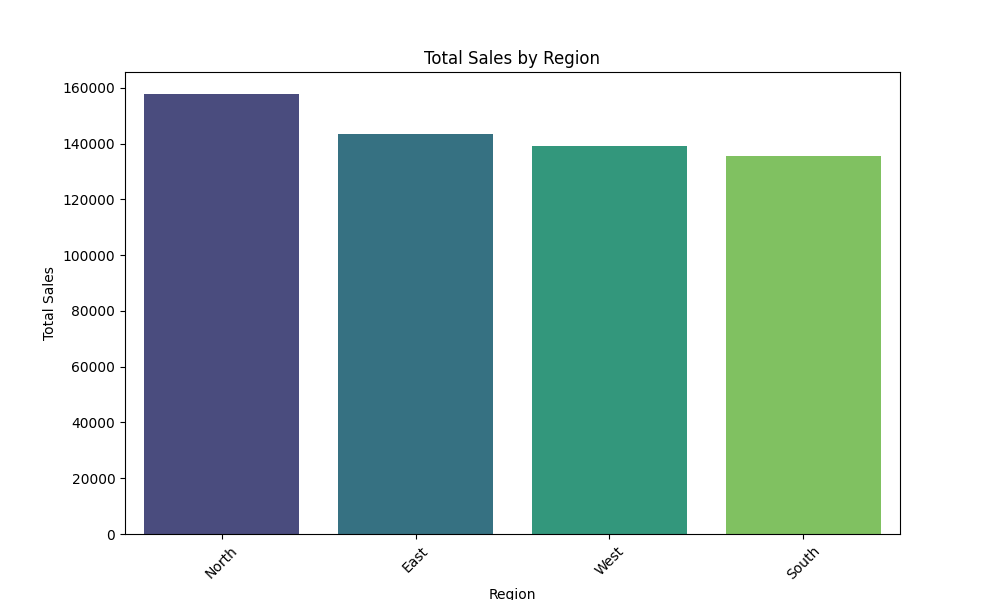 Total Sales by Region
Total Sales
160000
140000
120000
100000
80000
60000
40000
20000
0
North
East
West
South
Region